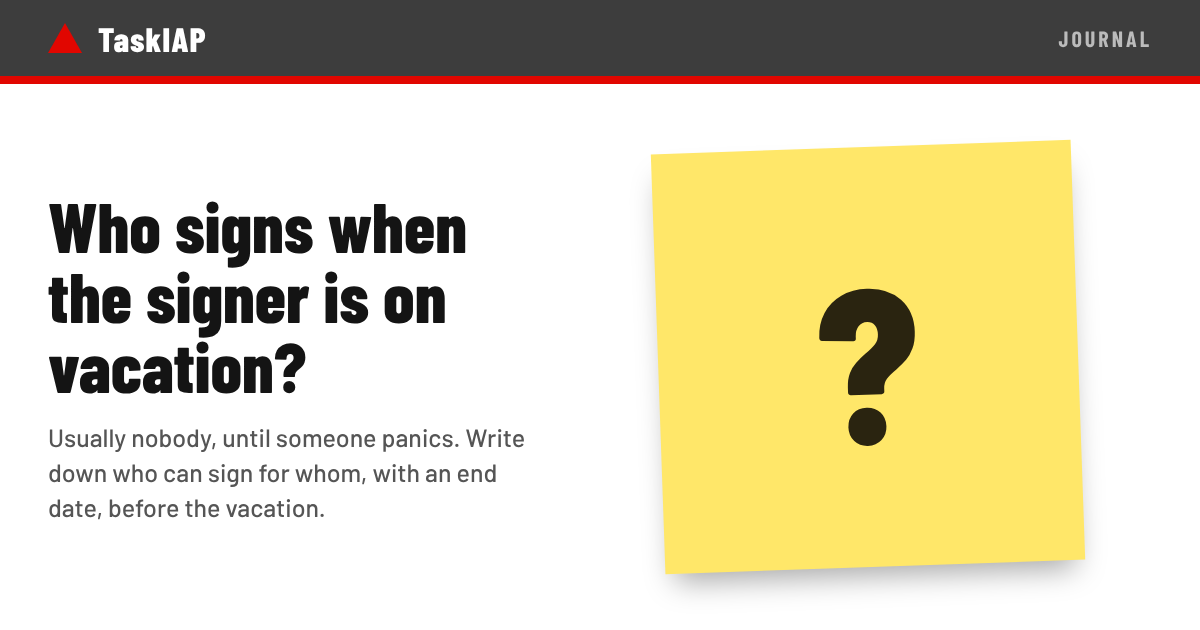 TaskIAP
JOURNAL
Who signs when
the signer is on
vacation?
Usually nobody, until someone panics. Write
down who can sign for whom, with an end
date, before the vacation.
?